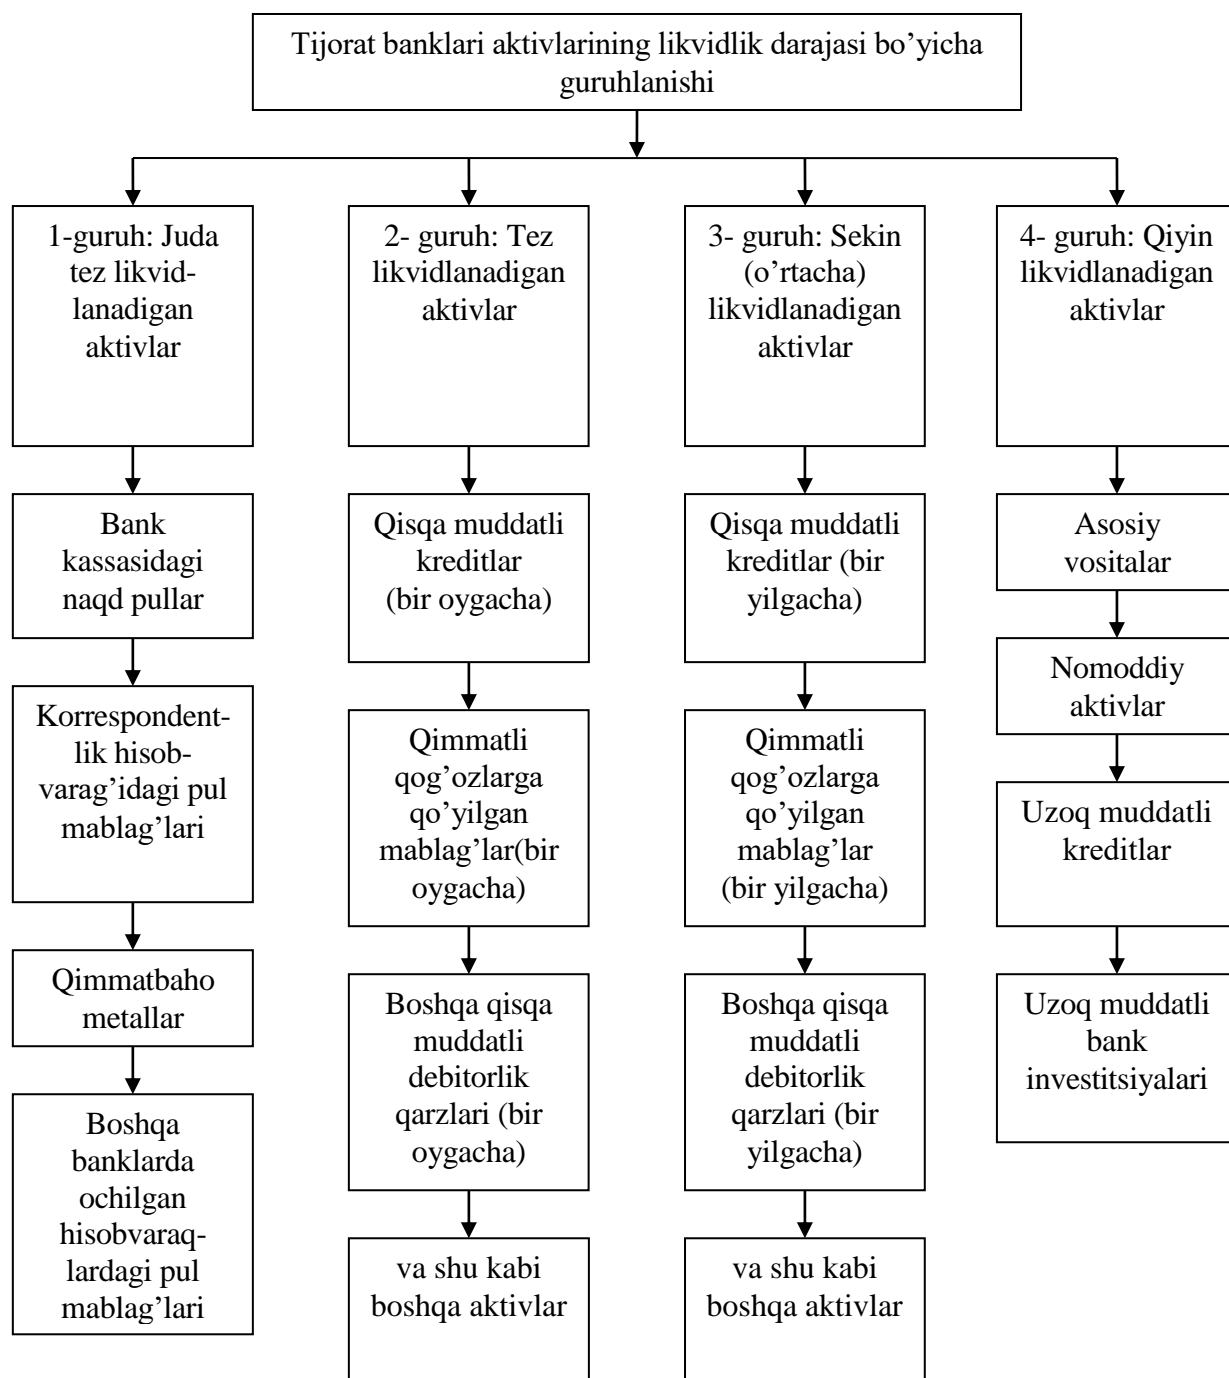 Tijorat banklari aktivlarining likvidlik darajasi bo’yicha
guruhlanishi
1-guruh: Juda
tez likvid-
lanadigan
aktivlar
Bank
kassasidagi
naqd pullar
Korrespondent-
lik hisob-
varag’idagi pul
mablag’lari
Qimmatbaho
metallar
Boshqa
banklarda
ochilgan
hisobvaraq-
lardagi pul
mablag’lari
2- guruh: Tez
likvidlanadigan
aktivlar
Qisqa muddatli
kreditlar
(bir oygacha)
Qimmatli
qog’ozlarga
qo’yilgan
mablag’lar(bir
oygacha)
Boshqa qisqa
muddatli
debitorlik
qarzlari (bir
oygacha)
va shu kabi
boshqa aktivlar
3- guruh: Sekin
(o’rtacha)
likvidlanadigan
aktivlar
Qisqa muddatli
kreditlar (bir
yilgacha)
Qimmatli
qog’ozlarga
qo’yilgan
mablag’lar
(bir yilgacha)
Boshqa qisqa
muddatli
debitorlik
qarzlari (bir
yilgacha)
va shu kabi
boshqa aktivlar
4- guruh: Qiyin
likvidlanadigan
aktivlar
Asosiy
vositalar
Nomoddiy
aktivlar
Uzoq muddatli
kreditlar
Uzoq muddatli
bank
investitsiyalari